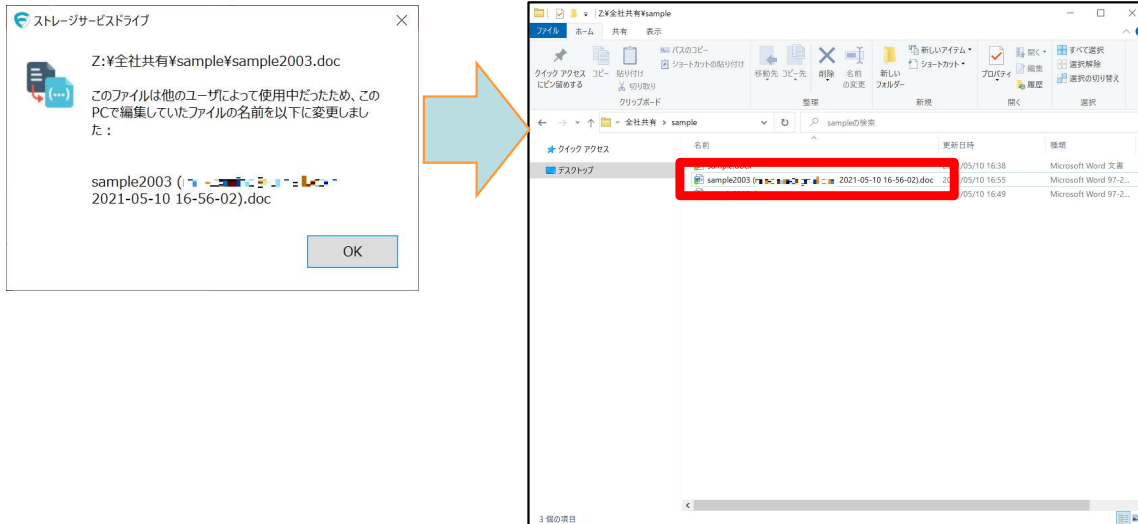 ストレージサービスドライブ
Z:¥全社共有¥sample¥sample2003.doc
このファイルは他のユーザによって使用中だったため、この
PCで編集していたファイルの名前を以下に変更しまし
た：
sample2003 (
2021-05-10 16-56-02).doc
OK
Z:¥全社共有¥sample
ファイル ホーム 共有 表示
クイック アクセス
にピン留めする
コピー
貼り付け
パスのコピー
ショートカットの貼り付け
切り取り
クリップボード
移動先
コピー先
削除
名前
の変更
整理
新しい
フォルダー
新しいアイテム
ショートカット
新規
プロパティ
開く
編集
履歴
開く
すべて選択
選択解除
選択の切り替え
選択
全社共有 › sample
sampleの検索
クイック アクセス
デスクトップ
名前 更新日時 種類
/05/10 16:38 Microsoft Word 文書
sample2003 ( 2021-05-10 16-56-02).doc /05/10 16:55 Microsoft Word 97-2...
/05/10 16:49 Microsoft Word 97-2...
3 個の項目